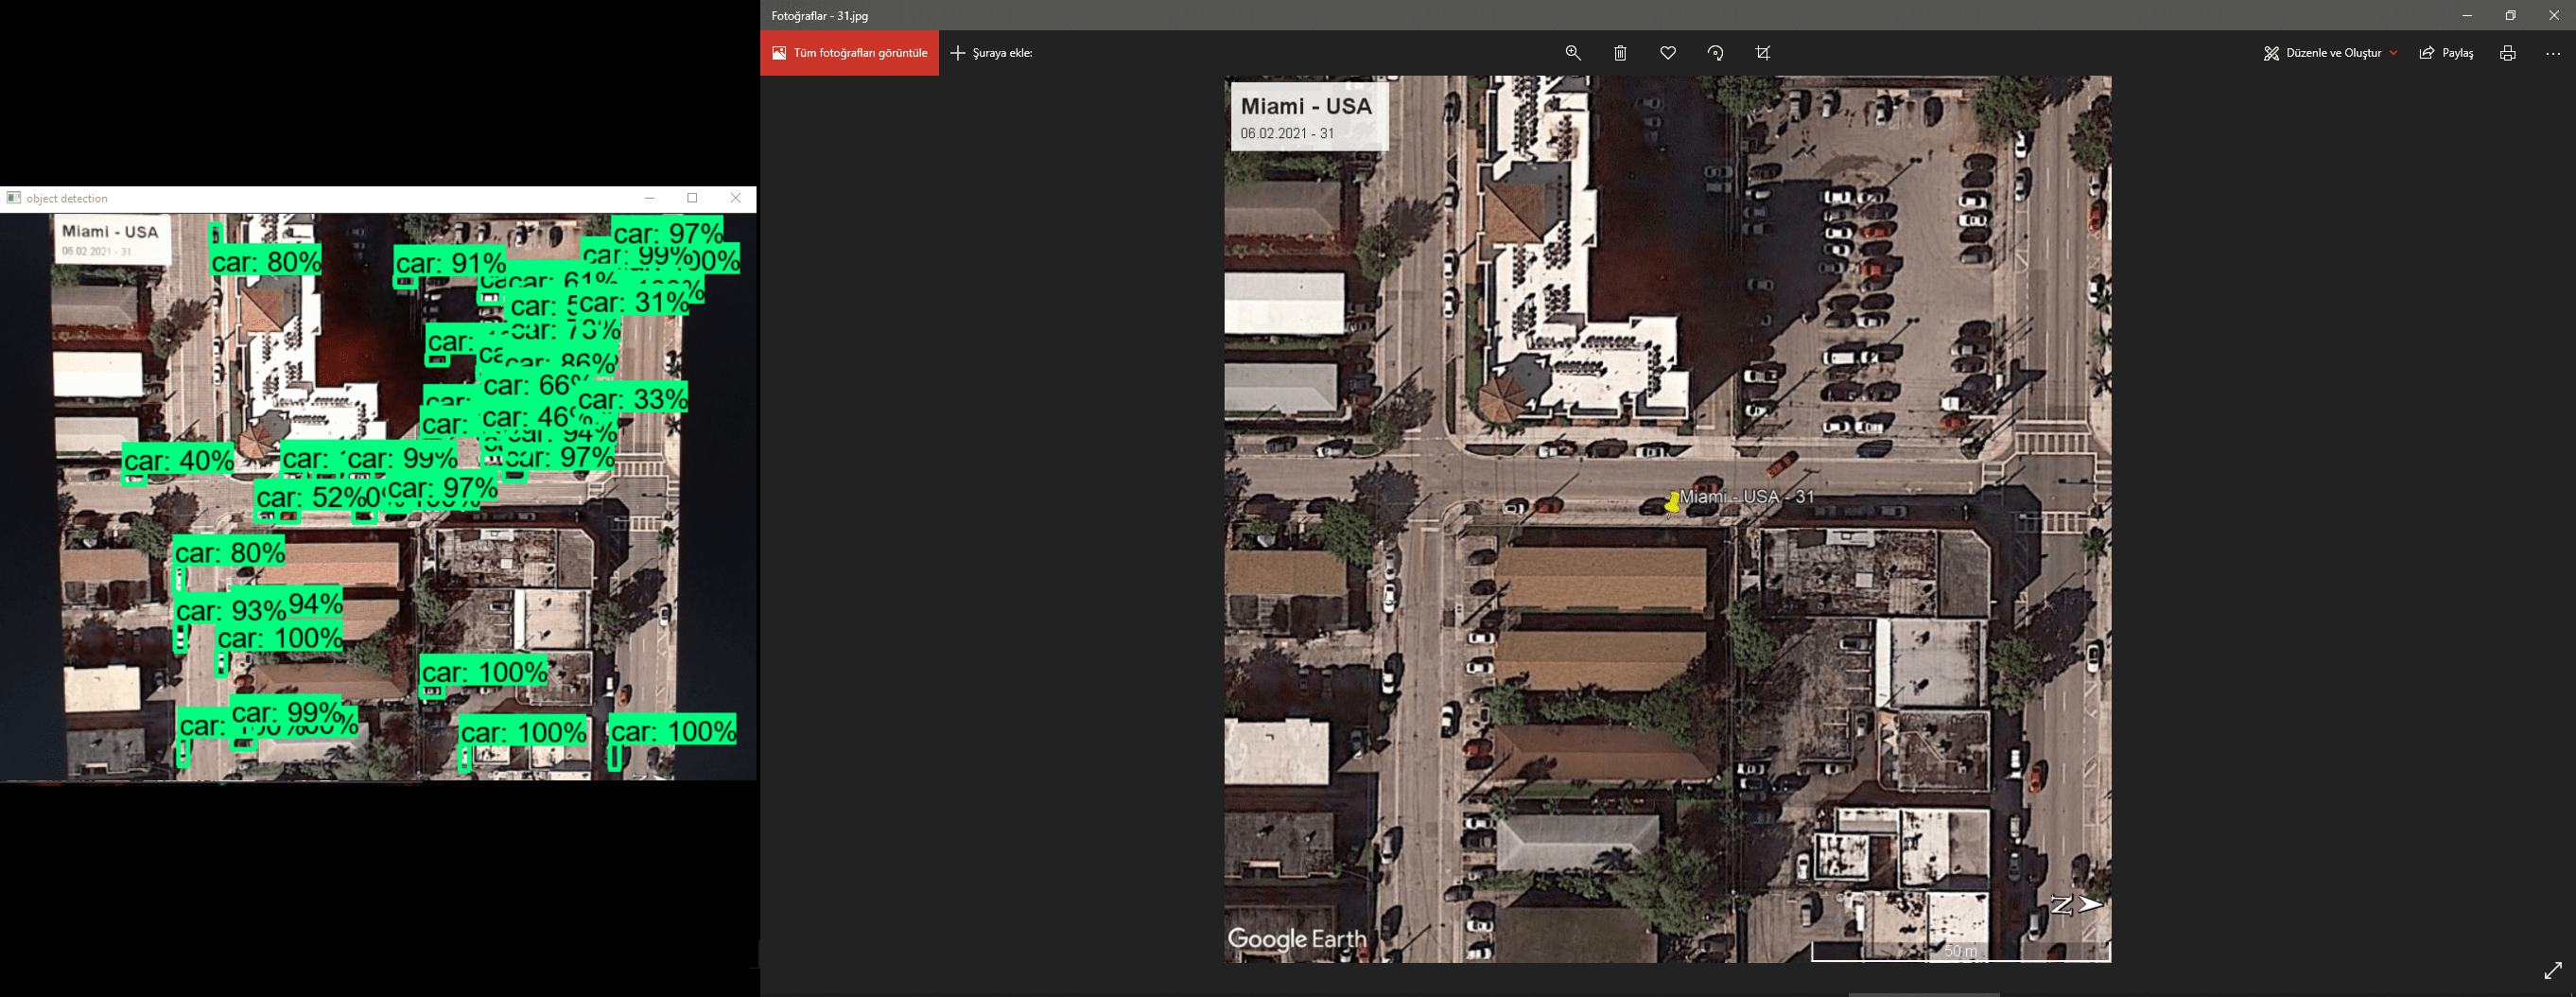 object detection
Miami - USA
06.02.2021 - 31
car: 97%
car: 99%
car: 80%
car: 91%
61%
car: 31%
car:
car: 73%
86%
car: 66%
car: 33%
car:
car: 46%
car: 94%
car: 97%
car: 40%
car:
car: 99%
car: 52%
car: 97%
car: 80%
car: 93%
94%
car: 100%
car: 100%
car: 99%
car: 100%
car: 100%
Fotoğraflar - 31.jpg
Tüm fotoğrafları görüntüle
Şuraya ekle:
Düzenle ve Oluştur
Paylaş
Miami - USA
06.02.2021 - 31
Miami - USA - 31
N
Google Earth
50 m